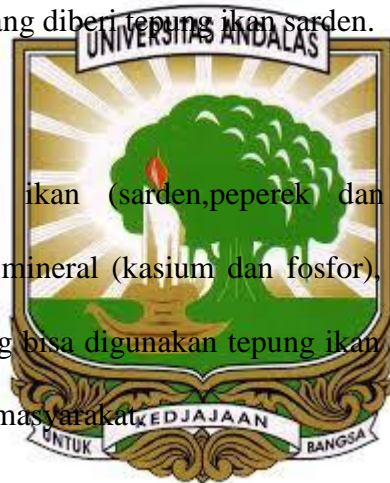 ang diberi tepung ikan sarden.
UNIVERSITAS ANDALAS
ikan (sarden,peperek dan
mineral (kasium dan fosfor),
g bisa digunakan tepung ikan
masyarakat.
KEDJAJAAN
UNTUK BANGSA